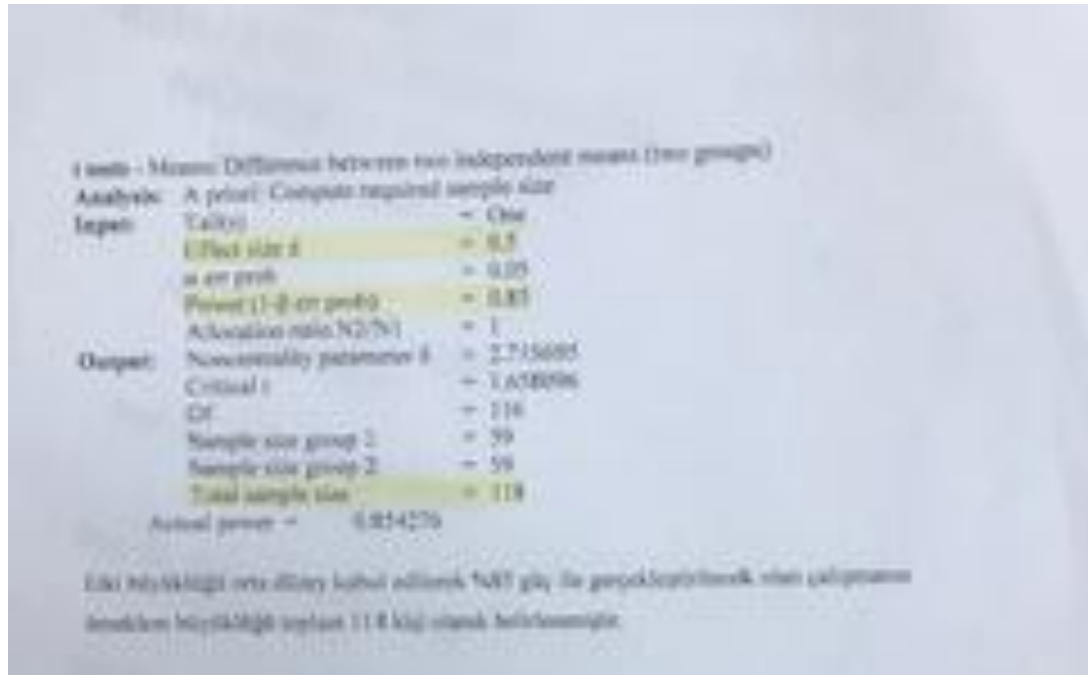 t tests - Means: Difference between two independent means (two groups)
Analysis: A priori: Compute required sample size
Input: Tail(s) = One
Effect size d = 0.5
α err prob = 0.05
Power (1-β err prob) = 0.85
Allocation ratio N2/N1 = 1
Output: Noncentrality parameter δ = 2.715695
Critical t = 1.658096
Df = 116
Sample size group 1 = 59
Sample size group 2 = 59
Total sample size = 118
Actual power = 0.854276
Etki büyüklüğü orta düzey kabul edilerek %85 güç ile gerçekleştirilecek olan çalışmanın
örneklem büyüklüğü toplam 118 kişi olarak belirlenmiştir.